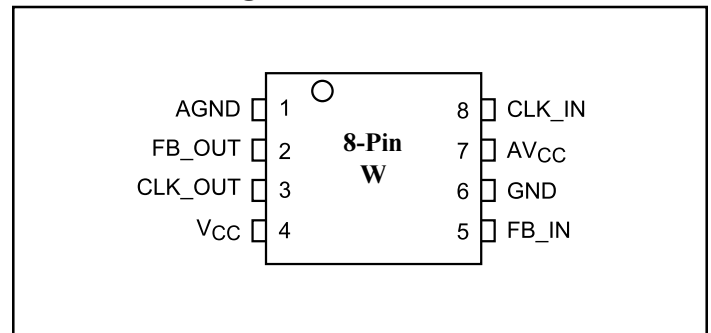 AGND 1 8 CLK_IN
FB_OUT 2 8-Pin 7 AVCC
W
CLK_OUT 3 6 GND
VCC 4 5 FB_IN